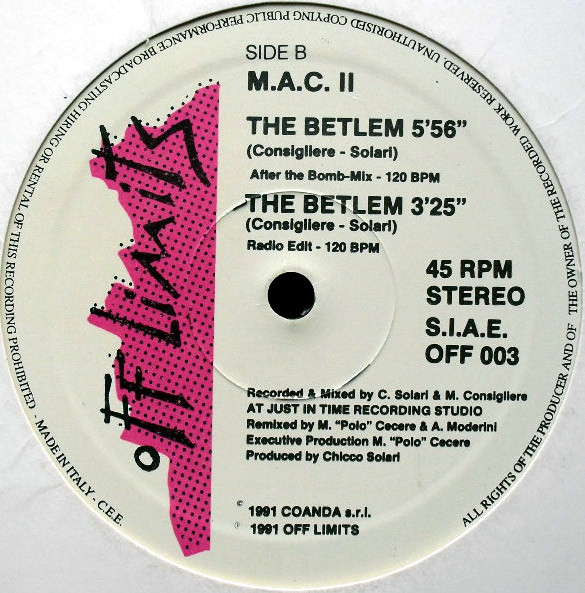 SIDE B
M.A.C. II
THE BETLEM 5'56"
(Consigliere - Solari)
After the Bomb-Mix - 120 BPM
THE BETLEM 3'25"
(Consigliere - Solari)
Radio Edit - 120 BPM
45 RPM
STEREO
S.I.A.E.
OFF 003
Recorded & Mixed by C. Solari & M. Consigliere
AT JUST IN TIME RECORDING STUDIO
Remixed by M. "Polo" Cecere & A. Moderini
Executive Production M. "Polo" Cecere
Produced by Chicco Solari
© 1991 COANDA s.r.l.
℗ 1991 OFF LIMITS
oFF LiMiTS
ALL RIGHTS OF THE PRODUCER AND OF THE OWNER OF THE RECORDED WORK RESERVED. UNAUTHORISED COPYING PUBLIC PERFORMANCE BROADCASTING HIRING OR RENTAL OF THIS RECORDING PROHIBITED - MADE IN ITALY - C.E.E.